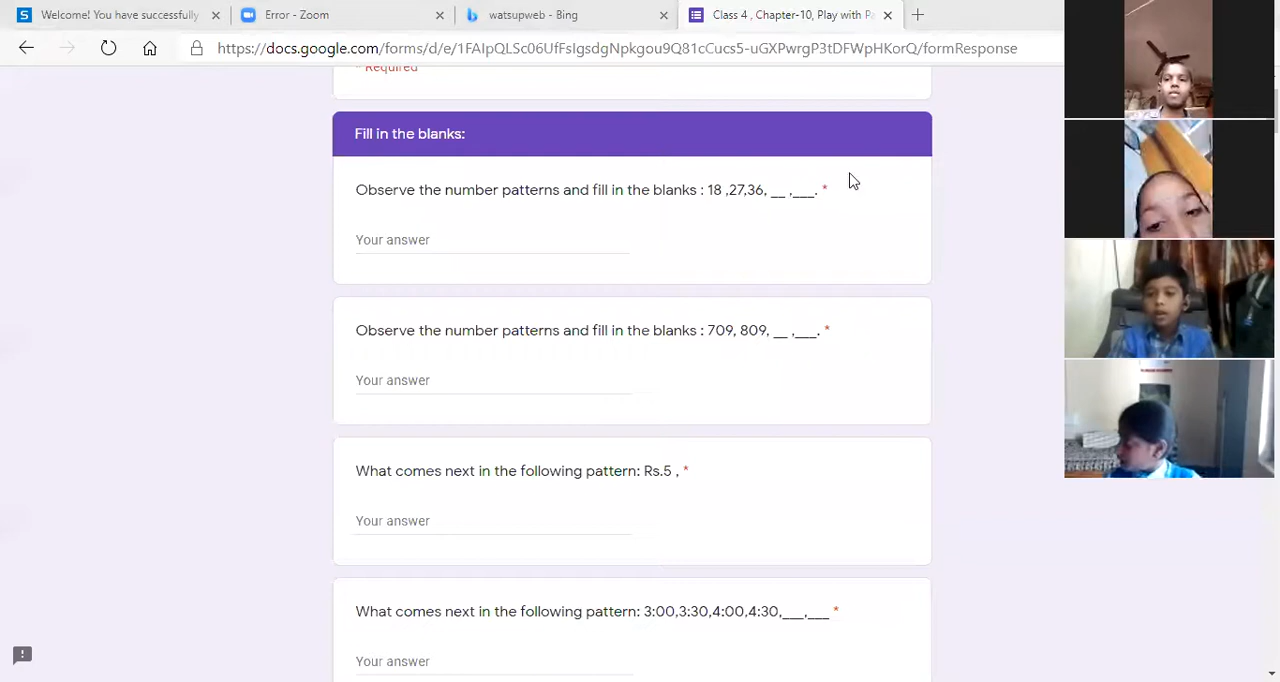 Welcome! You have successfully
Error - Zoom
watsupweb - Bing
Class 4 , Chapter-10, Play with Pa
https://docs.google.com/forms/d/e/1FAIpQLSc06UfFsIgsdgNpkgou9Q81cCucs5-uGXPwrgP3tDFWpHKorQ/formResponse
* Required
Fill in the blanks:
Observe the number patterns and fill in the blanks : 18 ,27,36, __ ,___. *
Your answer
Observe the number patterns and fill in the blanks : 709, 809, __ ,___. *
Your answer
What comes next in the following pattern: Rs.5 , *
Your answer
What comes next in the following pattern: 3:00,3:30,4:00,4:30,___,___ *
Your answer